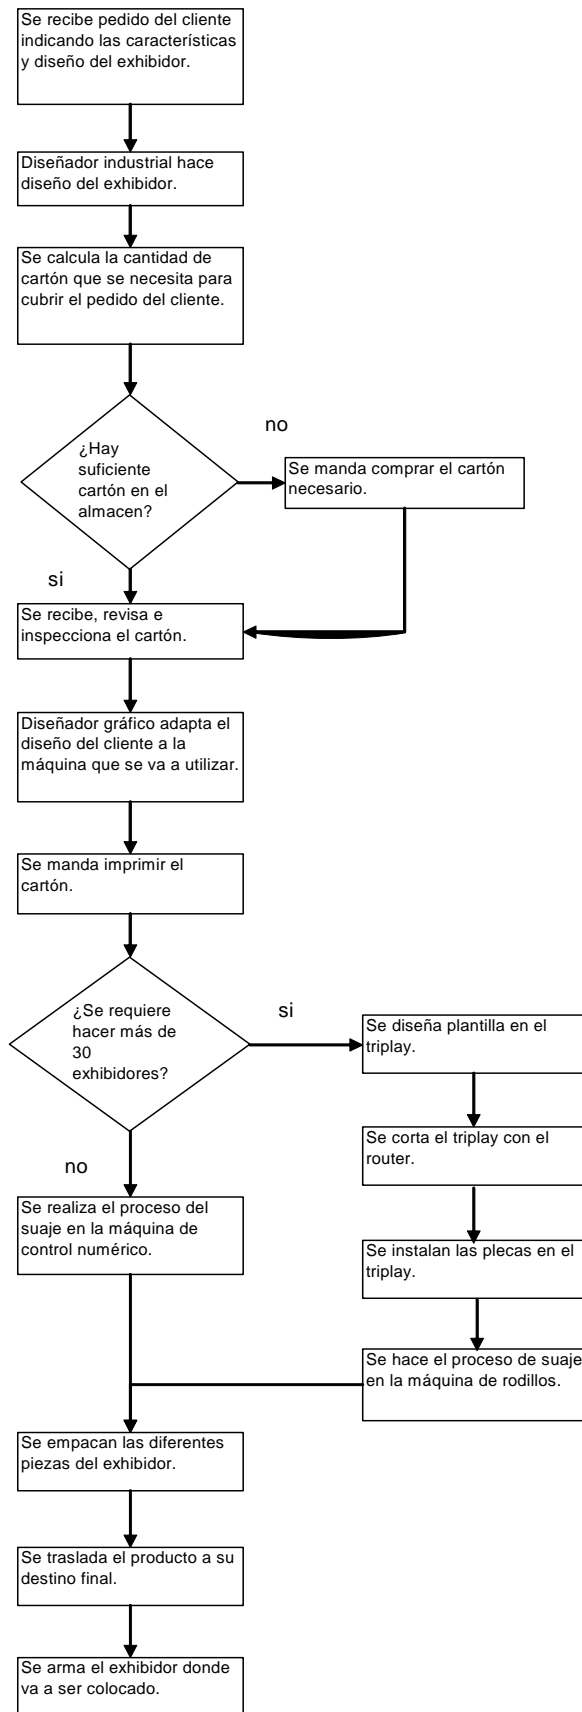 Se recibe pedido del cliente
indicando las características
y diseño del exhibidor.
Diseñador industrial hace
diseño del exhibidor.
Se calcula la cantidad de
cartón que se necesita para
cubrir el pedido del cliente.
¿Hay
suficiente
cartón en el
almacen?
no
Se manda comprar el cartón
necesario.
si
Se recibe, revisa e
inspecciona el cartón.
Diseñador gráfico adapta el
diseño del cliente a la
máquina que se va a utilizar.
Se manda imprimir el
cartón.
¿Se requiere
hacer más de
30
exhibidores?
si
Se diseña plantilla en el
triplay.
Se corta el triplay con el
router.
no
Se realiza el proceso del
suaje en la máquina de
control numérico.
Se instalan las plecas en el
triplay.
Se hace el proceso de suaje
en la máquina de rodillos.
Se empacan las diferentes
piezas del exhibidor.
Se traslada el producto a su
destino final.
Se arma el exhibidor donde
va a ser colocado.